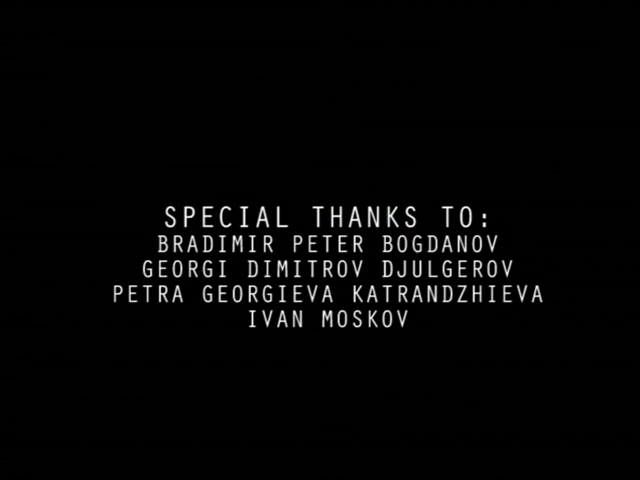 SPECIAL THANKS TO:
BRADIMIR PETER BOGDANOV
GEORGI DIMITROV DJULGEROV
PETRA GEORGIEVA KATRANDZHIEVA
IVAN MOSKOV